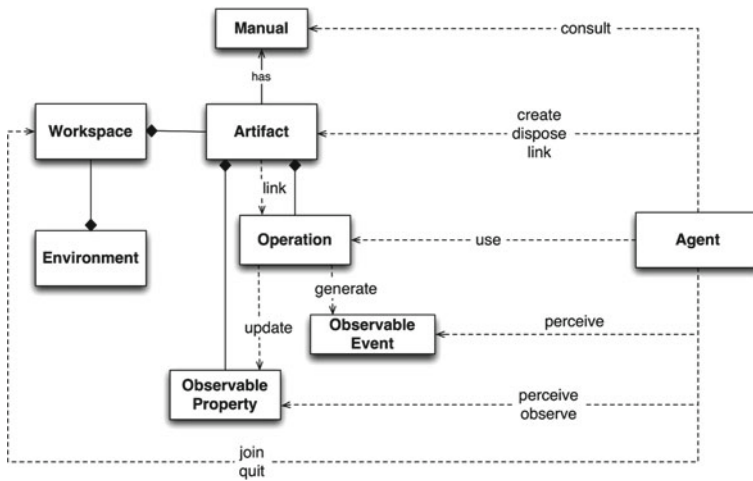 Manual
consult
has
Workspace
Artifact
create
dispose
link
link
Environment
Operation
use
Agent
generate
update
Observable
Event
perceive
Observable
Property
perceive
observe
join
quit